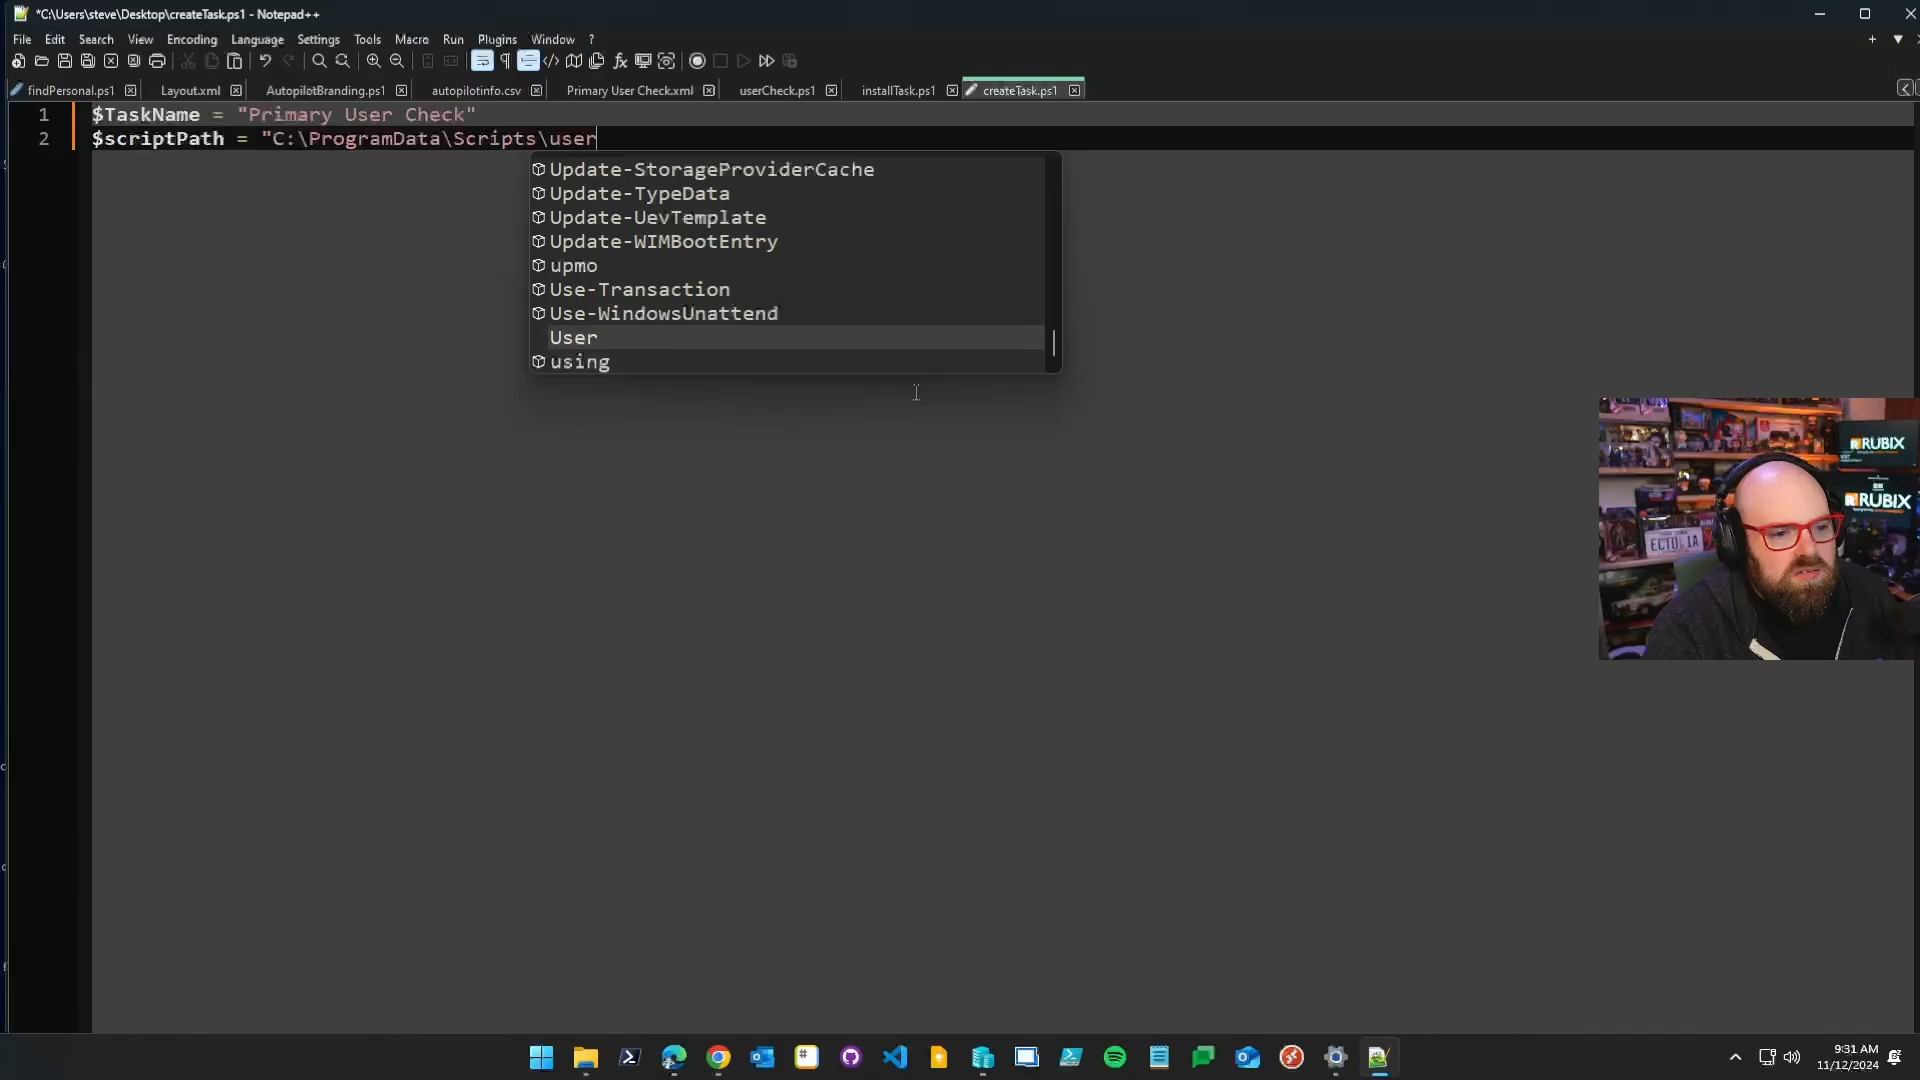 *C:\Users\steve\Desktop\createTask.ps1 - Notepad++
File Edit Search View Encoding Language Settings Tools Macro Run Plugins Window ?
findPersonal.ps1 Layout.xml AutopilotBranding.ps1 autopilotinfo.csv Primary User Check.xml userCheck.ps1 installTask.ps1 createTask.ps1
1 $TaskName = "Primary User Check"
2 $scriptPath = "C:\ProgramData\Scripts\user
Update-StorageProviderCache
Update-TypeData
Update-UevTemplate
Update-WIMBootEntry
upmo
Use-Transaction
Use-WindowsUnattend
User
using
RUBIX
RUBIX
ECTO-1A
9:31 AM
11/12/2024